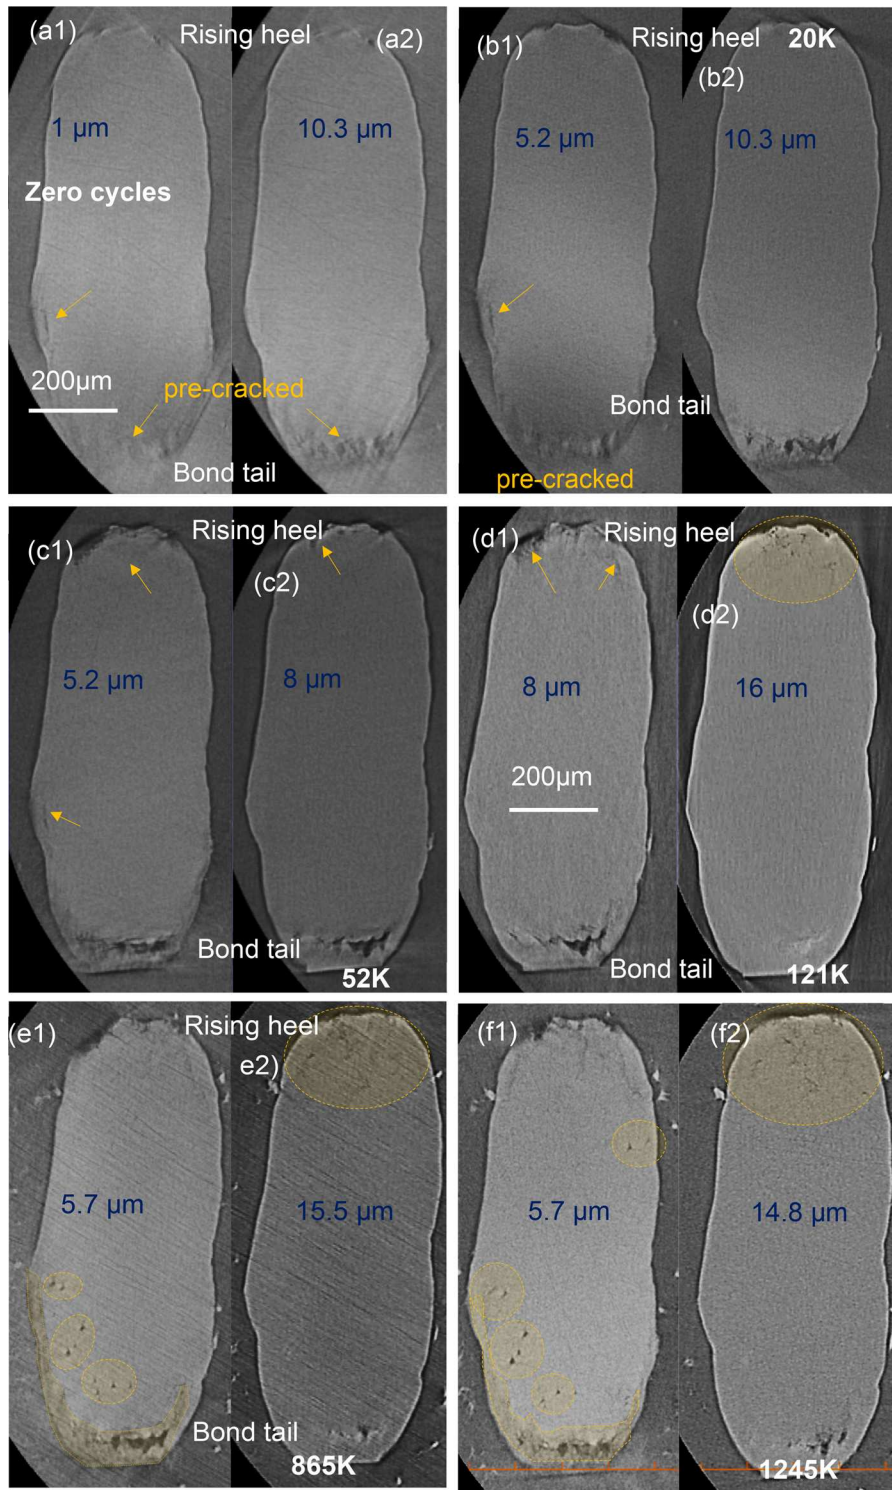 (a1)
Rising heel
(a2)
1 µm
10.3 µm
Zero cycles
200µm
pre-cracked
Bond tail
(b1)
Rising heel
20K
(b2)
5.2 µm
10.3 µm
Bond tail
pre-cracked
(c1)
Rising heel
(c2)
5.2 µm
8 µm
Bond tail
52K
(d1)
Rising heel
(d2)
8 µm
16 µm
200µm
Bond tail
121K
(e1)
Rising heel
e2)
5.7 µm
15.5 µm
Bond tail
865K
(f1)
(f2)
5.7 µm
14.8 µm
1245K